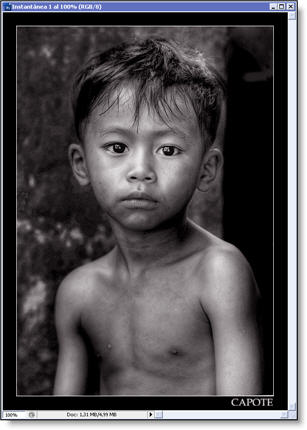 Instantánea 1 al 100% (RGB/8)
CAPOTE
100%
Doc: 1,31 MB/4,99 MB